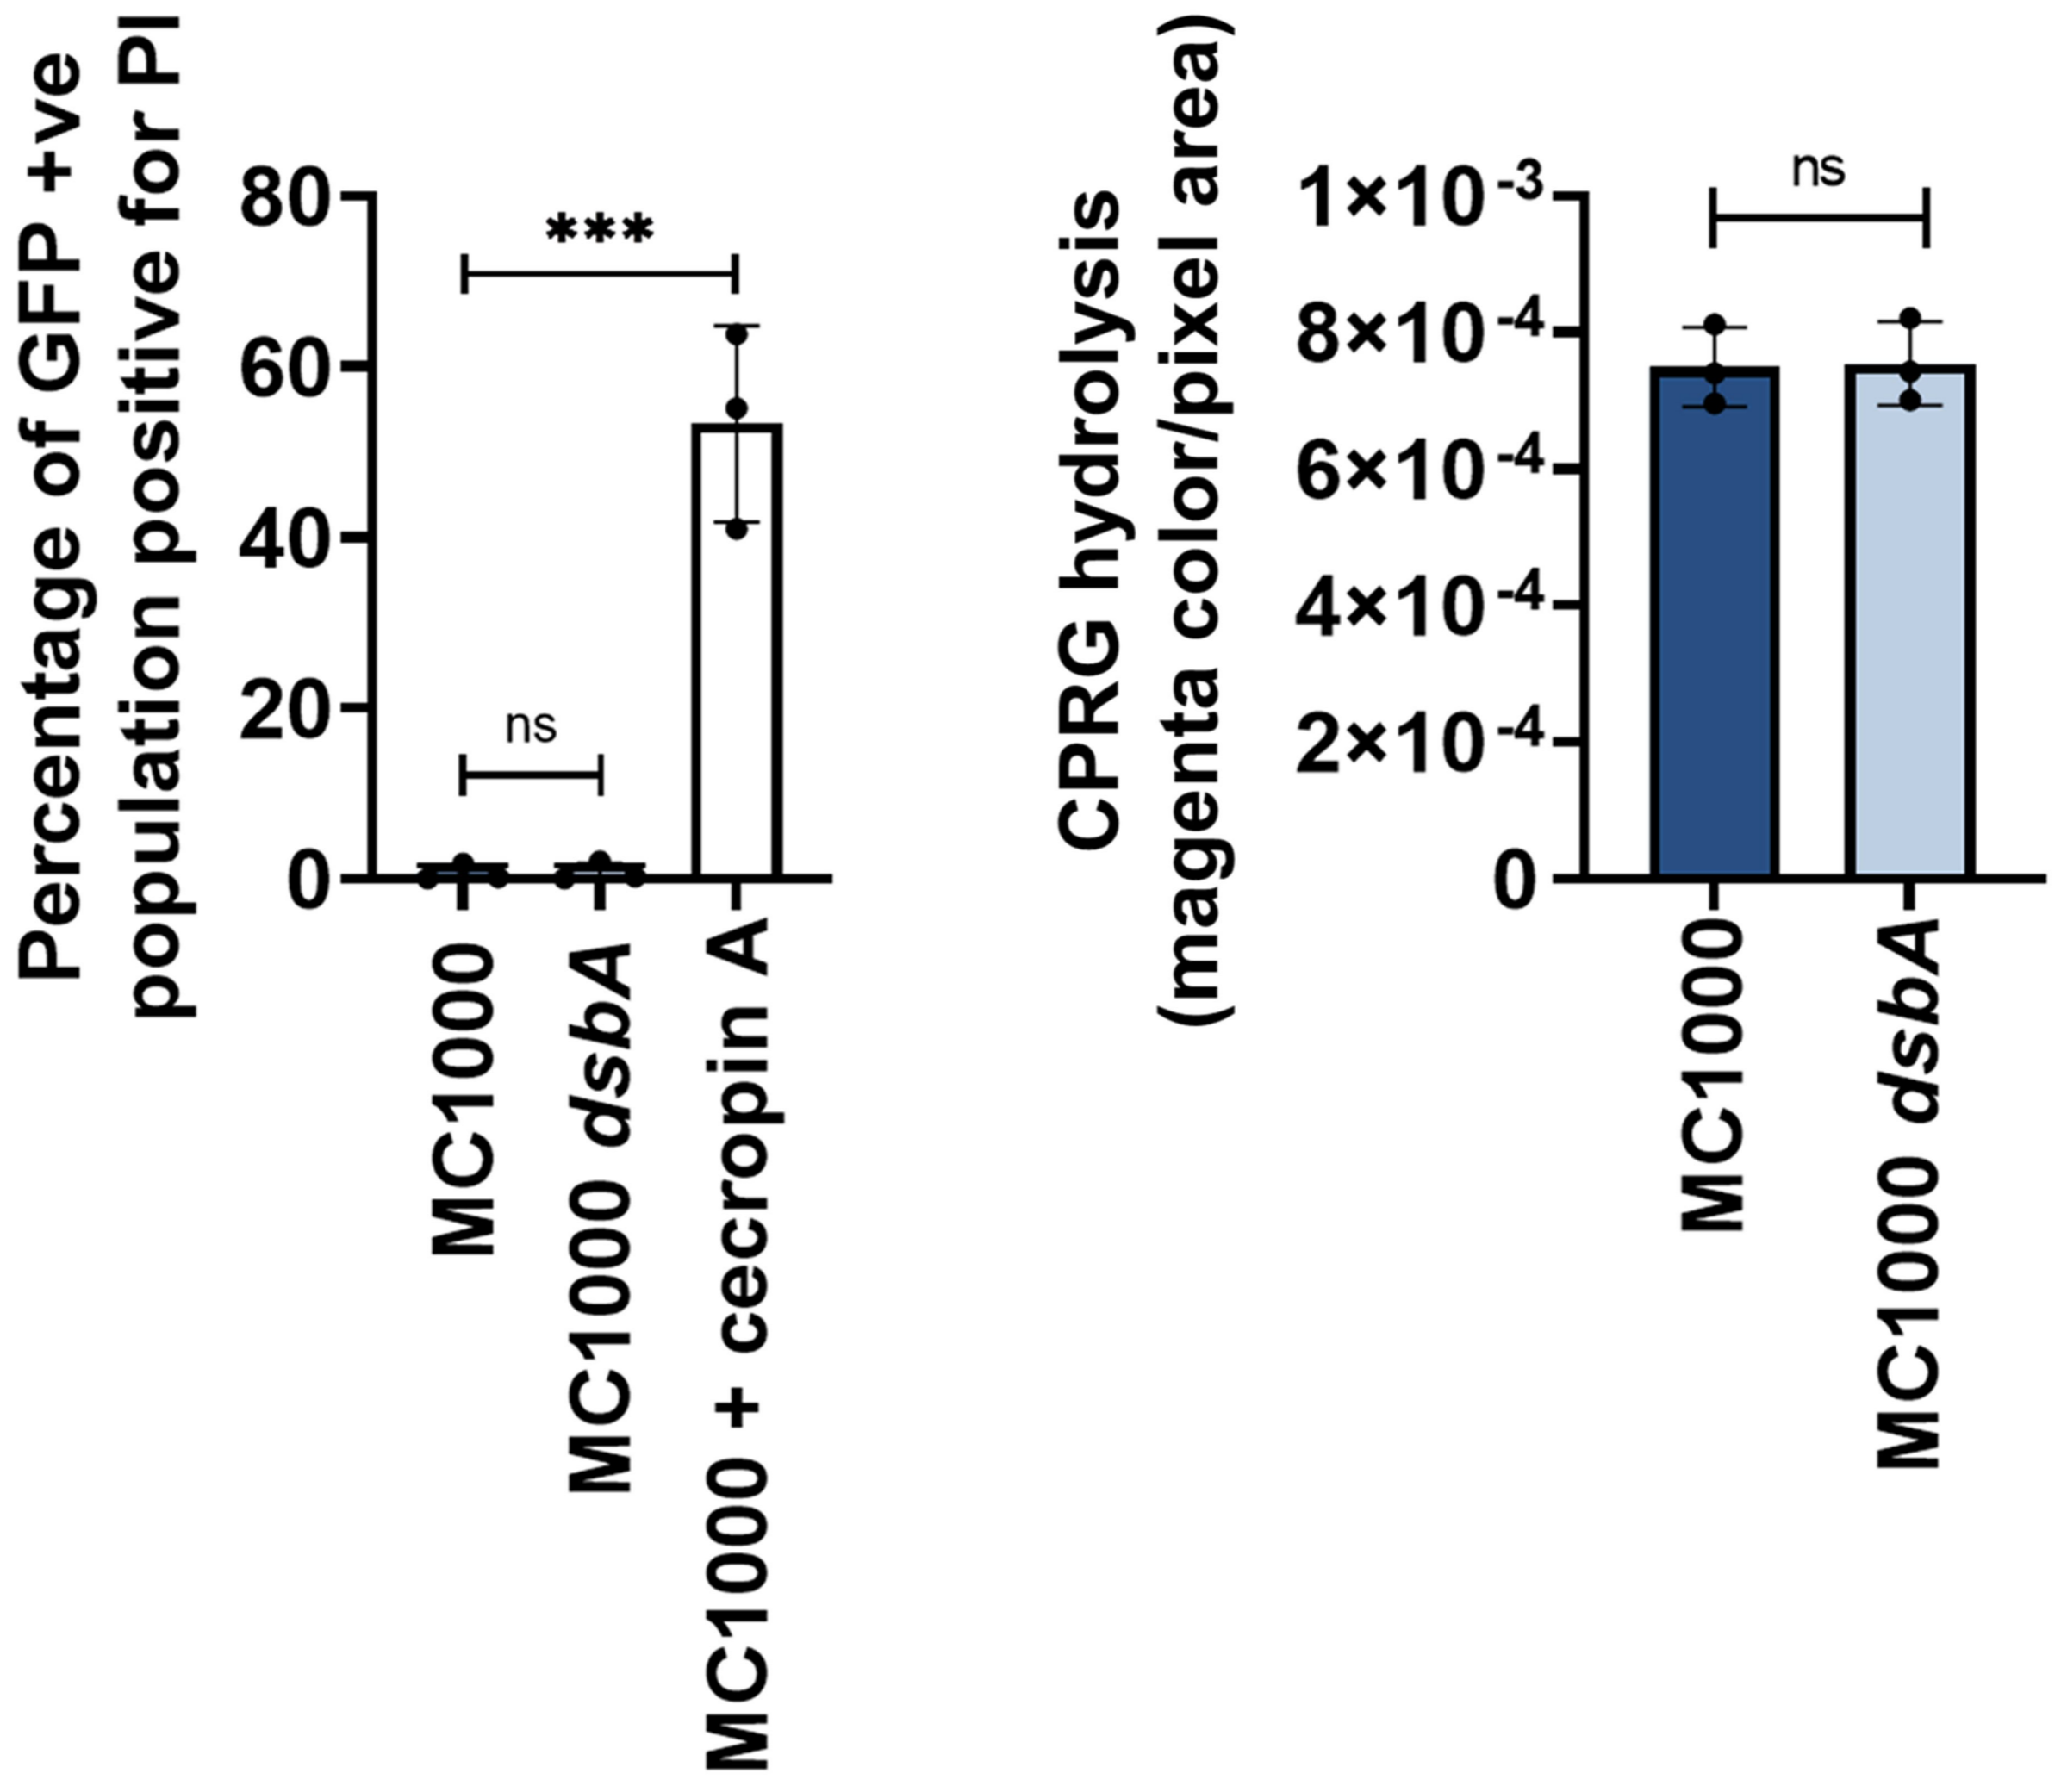 Percentage of GFP +ve
population positive for PI
80
60
40
20
0
***
ns
MC1000
MC1000 dsbA
MC1000 + cecropin A
CPRG hydrolysis
(magenta color/pixel area)
1×10-3
8×10-4
6×10-4
4×10-4
2×10-4
0
ns
MC1000
MC1000 dsbA